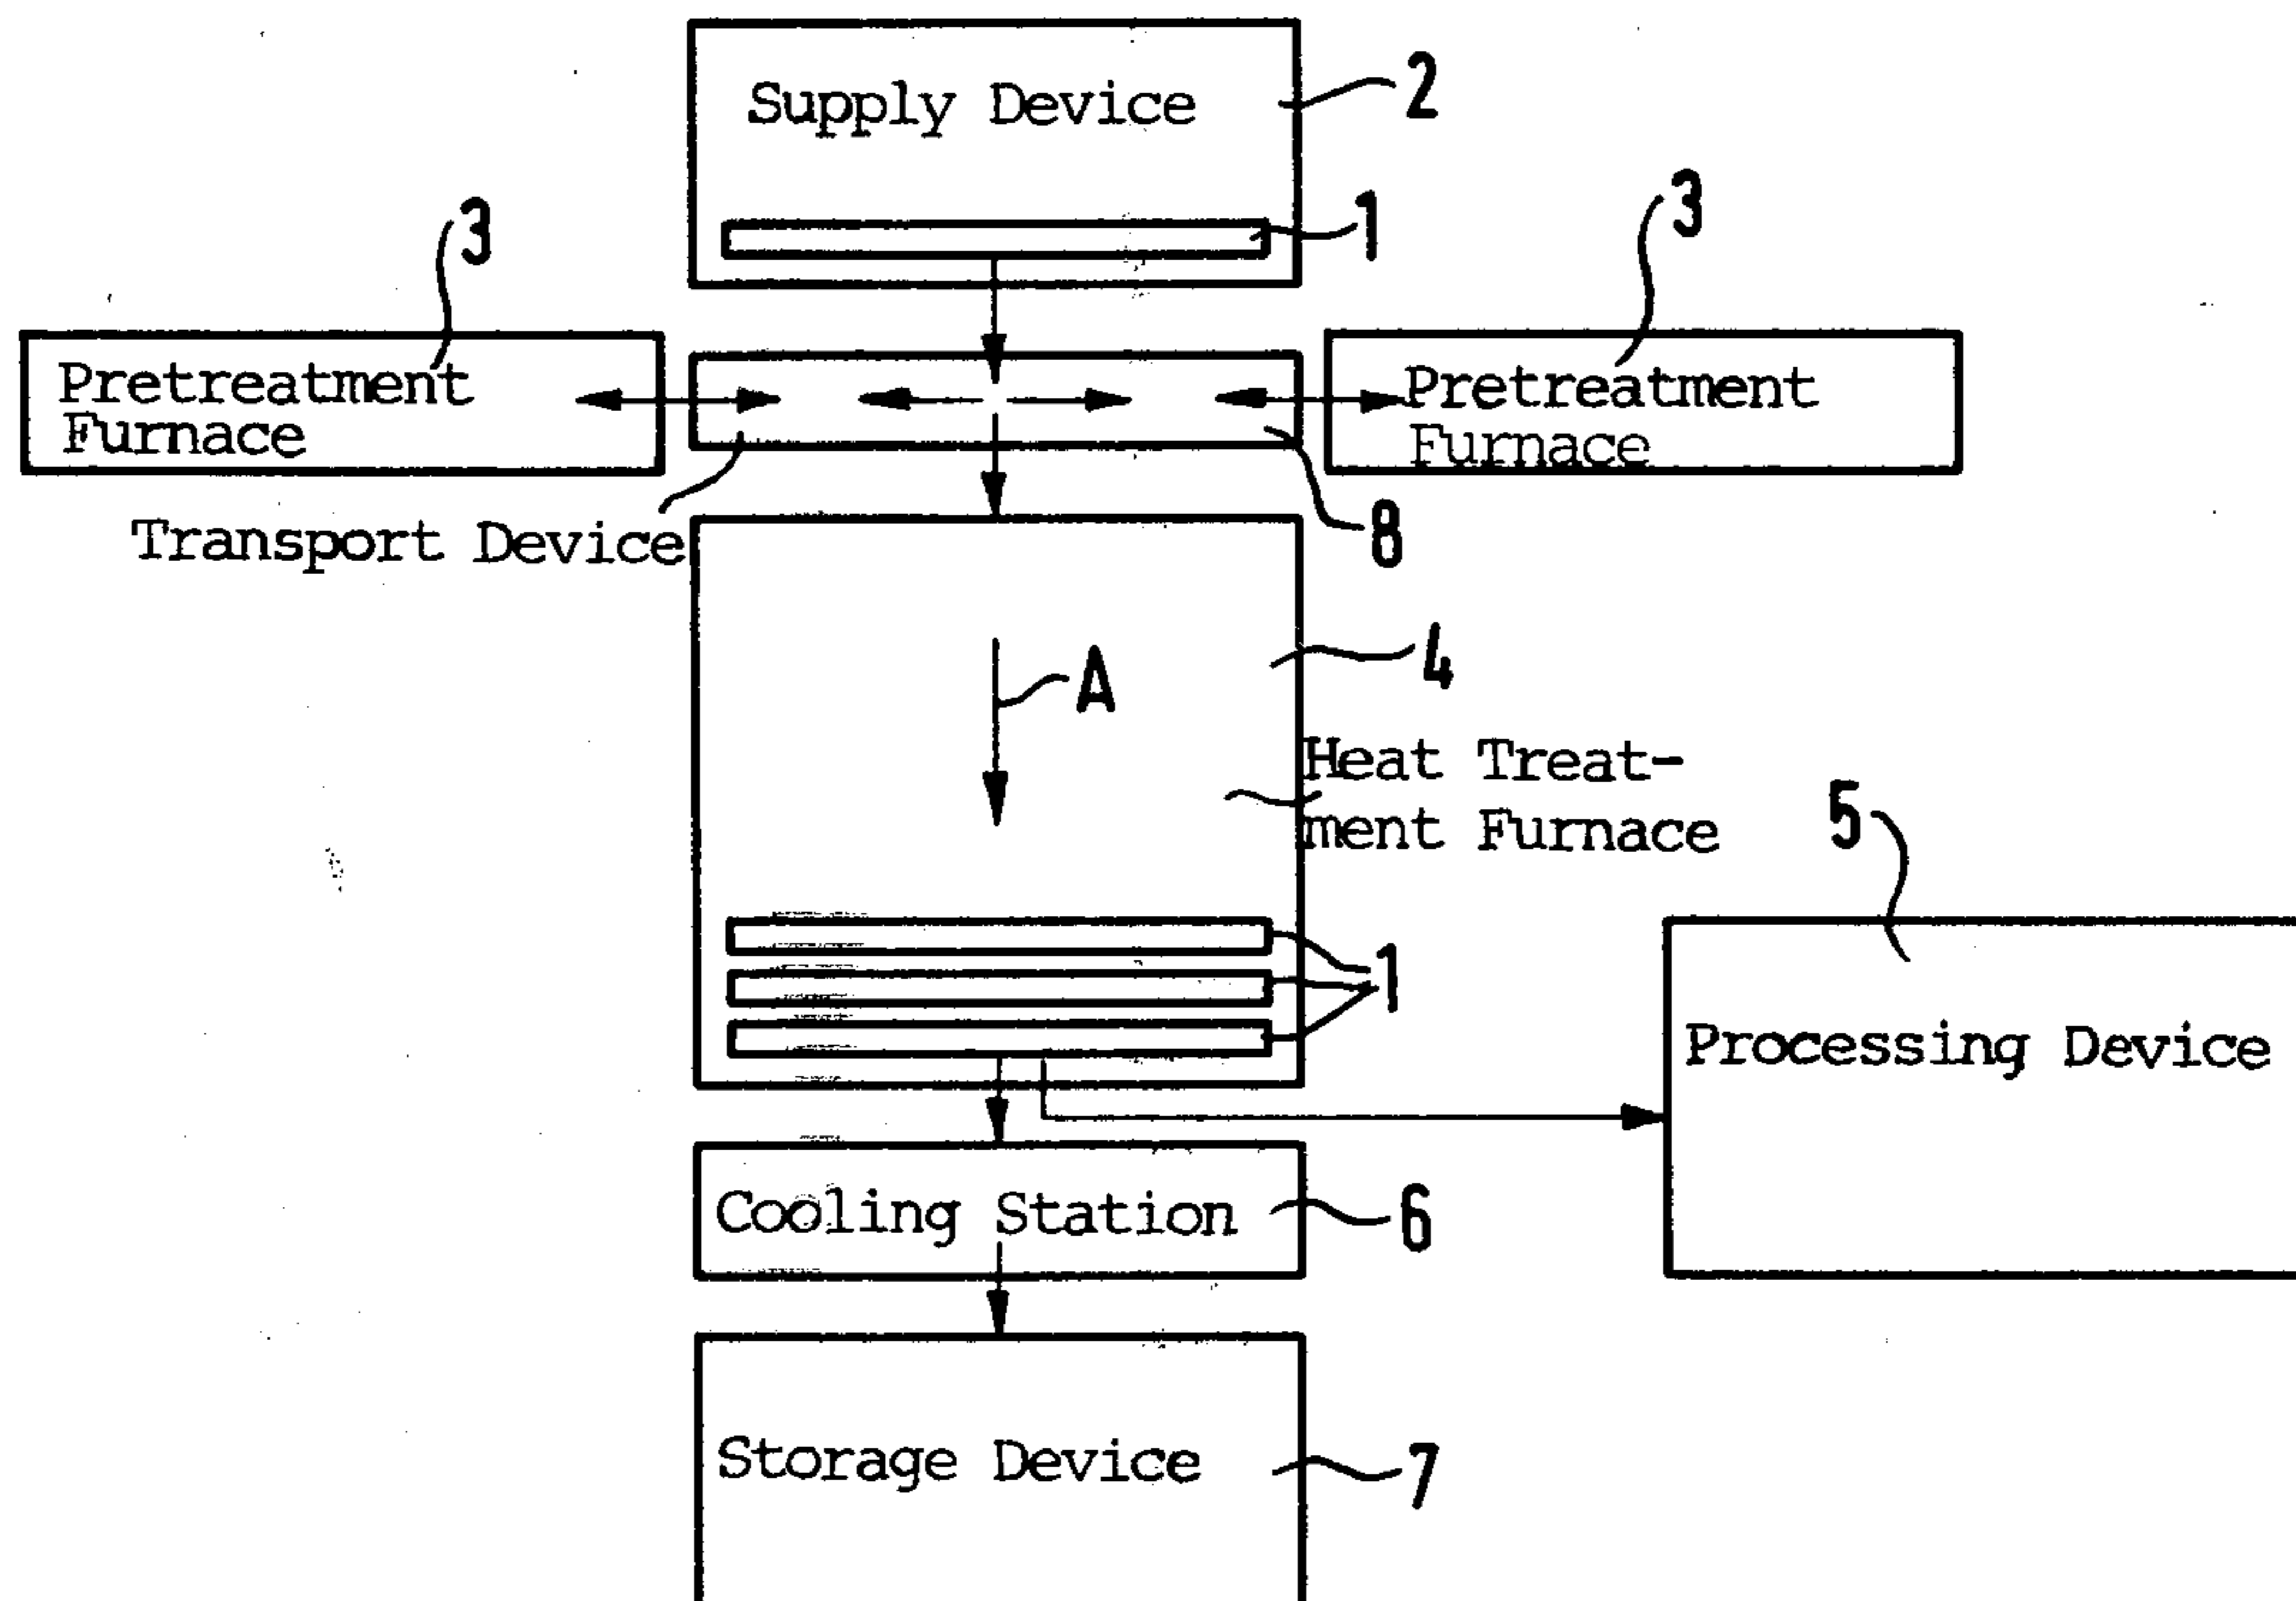 Supply Device
2
1
3
3
Pretreatment
Furnace
Pretreatment
Furnace
Transport Device
8
A
4
Heat Treat-
ment Furnace
5
1
Processing Device
Cooling Station
6
Storage Device
7